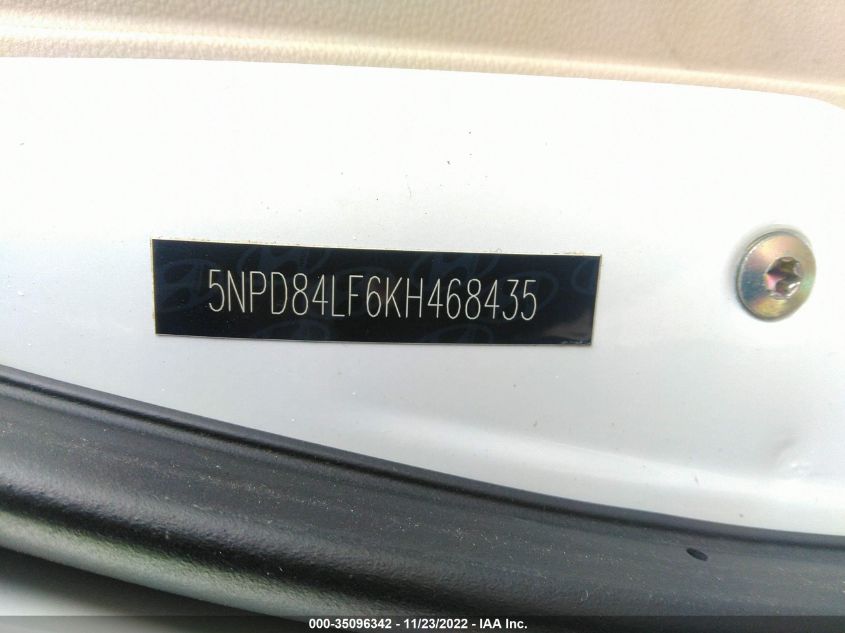 5NPD84LF6KH468435
000-35096342 - 11/23/2022 - IAA Inc.